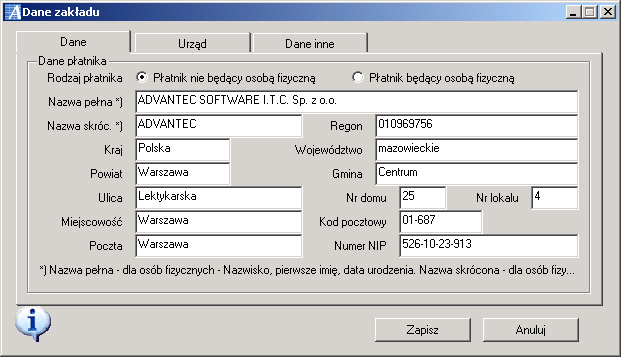 Dane zakładu
Dane Urząd Dane inne
Dane płatnika
Rodzaj płatnika Płatnik nie będący osobą fizyczną Płatnik będący osobą fizyczną
Nazwa pełna *) ADVANTEC SOFTWARE I.T.C. Sp. z o.o.
Nazwa skróc. *) ADVANTEC Regon 010969756
Kraj Polska Województwo mazowieckie
Powiat Warszawa Gmina Centrum
Ulica Lektykarska Nr domu 25 Nr lokalu 4
Miejscowość Warszawa Kod pocztowy 01-687
Poczta Warszawa Numer NIP 526-10-23-913
*) Nazwa pełna - dla osób fizycznych - Nazwisko, pierwsze imię, data urodzenia. Nazwa skrócona - dla osób fizy...
Zapisz Anuluj